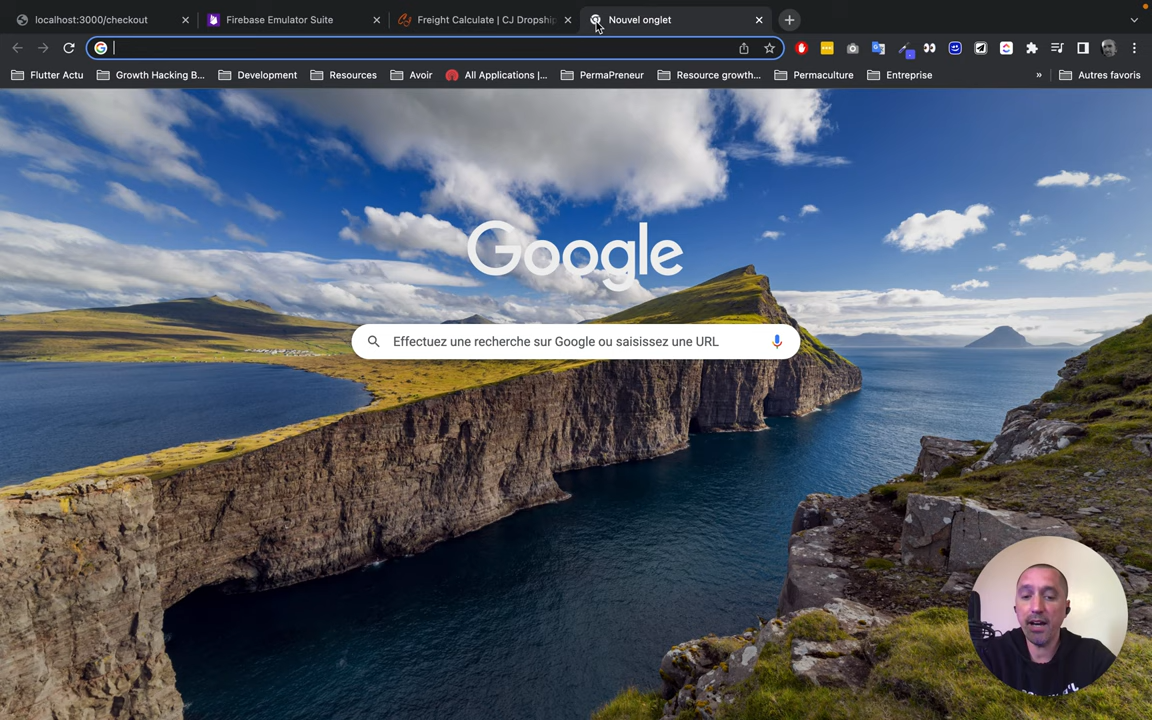 localhost:3000/checkout
Firebase Emulator Suite
Freight Calculate | CJ Dropship
Nouvel onglet
Flutter Actu
Growth Hacking B...
Development
Resources
Avoir
All Applications |...
PermaPreneur
Resource growth...
Permaculture
Entreprise
»
Autres favoris
Google
Effectuez une recherche sur Google ou saisissez une URL